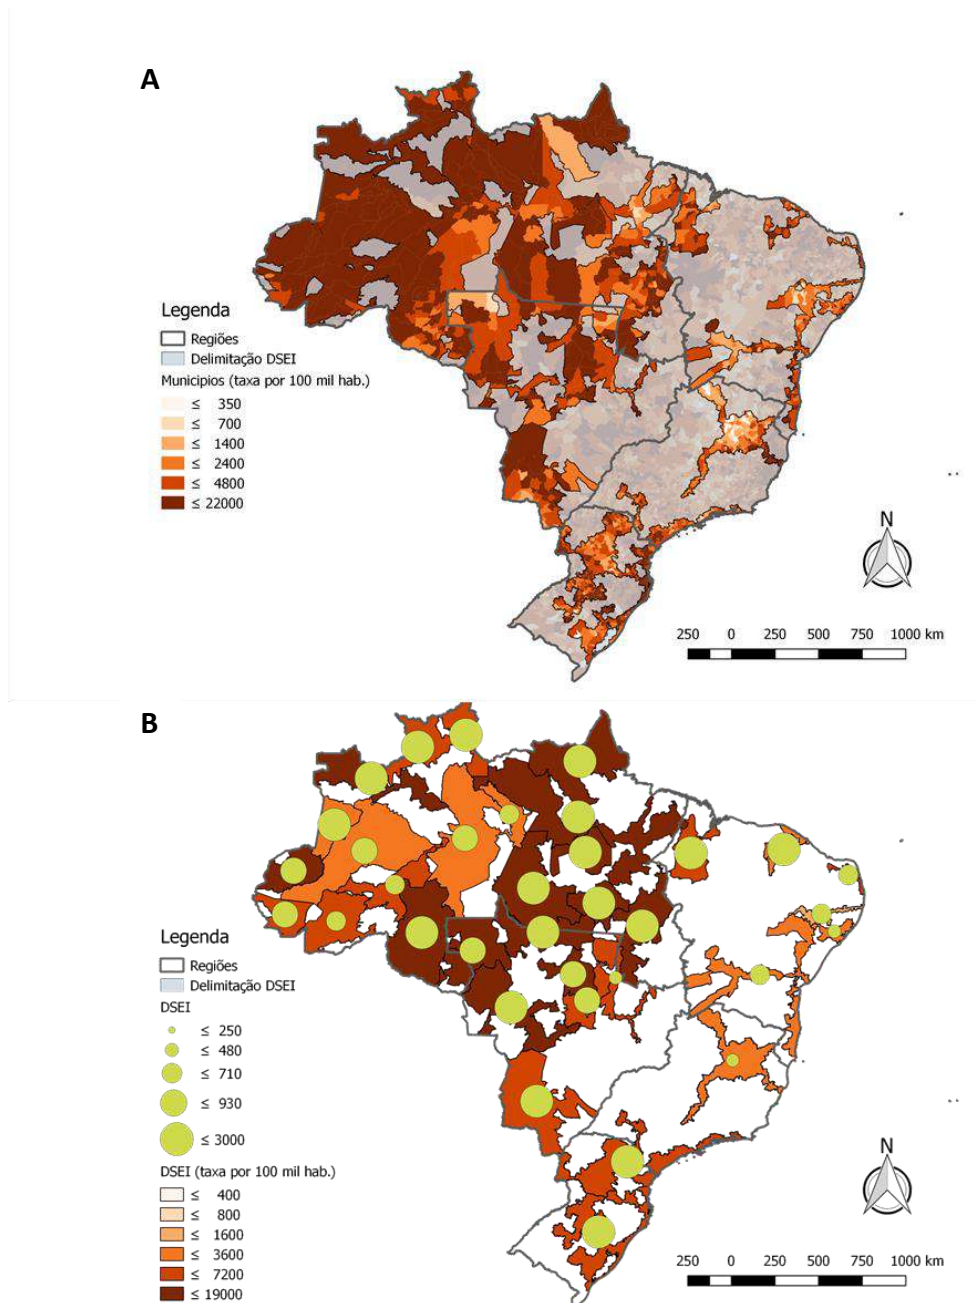 A
Legenda
Regiões
Delimitação DSEI
Municipios (taxa por 100 mil hab.)
≤ 350
≤ 700
≤ 1400
≤ 2400
≤ 4800
≤ 22000
N
250 0 250 500 750 1000 km
B
Legenda
Regiões
Delimitação DSEI
DSEI
≤ 250
≤ 480
≤ 710
≤ 930
≤ 3000
DSEI (taxa por 100 mil hab.)
≤ 400
≤ 800
≤ 1600
≤ 3600
≤ 7200
≤ 19000
N
250 0 250 500 750 1000 km